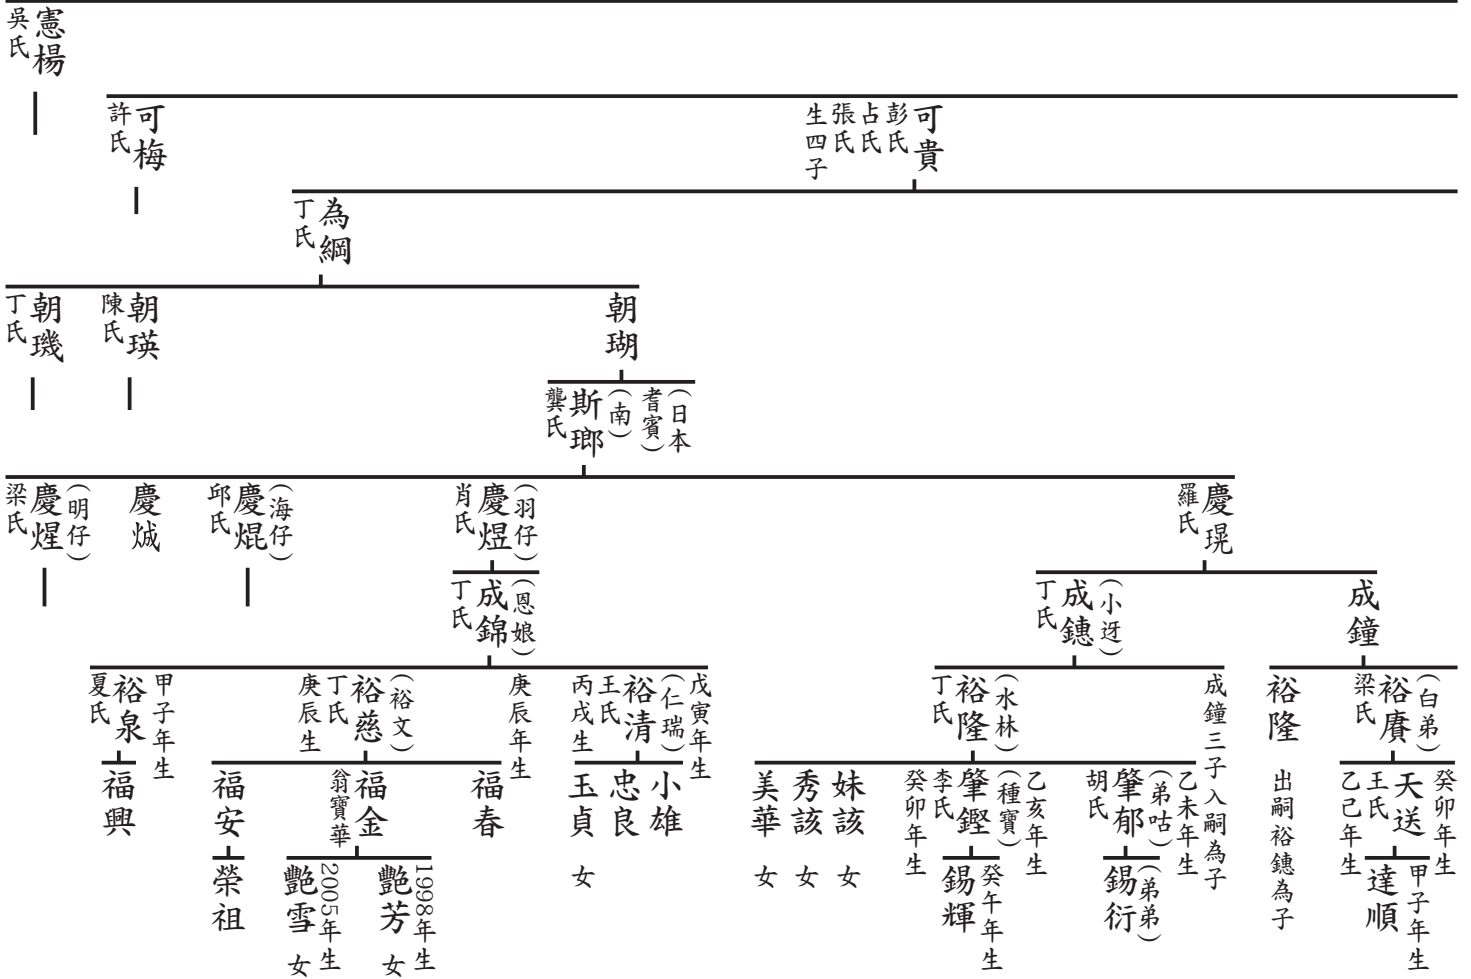 憲楊
吳氏
可貴
彭氏
占氏
張氏
生四子
可梅
許氏
為綱
丁氏
朝瑚
朝瑛
陳氏
朝璣
丁氏
(日本
耆賓)
(南)
斯瑯
龔氏
慶瑥
羅氏
(羽仔)
慶煜
肖氏
(海仔)
慶焜
邱氏
慶娀
(明仔)
慶煋
梁氏
成鐘
(小迓)
成鏸
丁氏
(恩娘)
成錦
丁氏
(白弟)
裕賡
梁氏
裕隆
出嗣裕鏸為子
成鐘三子入嗣為子
(水林)
裕隆
丁氏
戊寅年生
(仁瑞)
裕清
王氏
丙戌生
庚辰年生
(裕文)
裕慈
丁氏
庚辰生
甲子年生
裕泉
夏氏
癸卯年生
天送
王氏
乙己年生
乙未年生
(弟咕)
肇郁
胡氏
乙亥年生
(種寶)
肇鏗
李氏
癸卯年生
妹該 女
秀該 女
美華 女
小雄
忠良
玉貞 女
福春
福金
翁寶華
福安
福興
甲子年生
達順
(弟弟)
錫衍
癸午年生
錫輝
1998年生
艷芳 女
2005年生
艷雪 女
榮祖